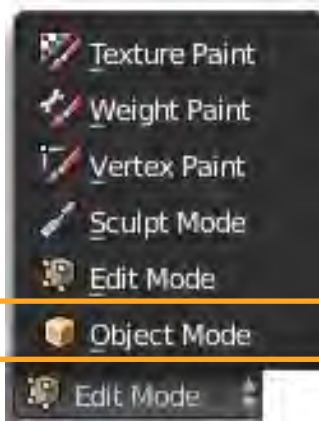 Texture Paint
Weight Paint
Vertex Paint
Sculpt Mode
Edit Mode
Object Mode
Edit Mode